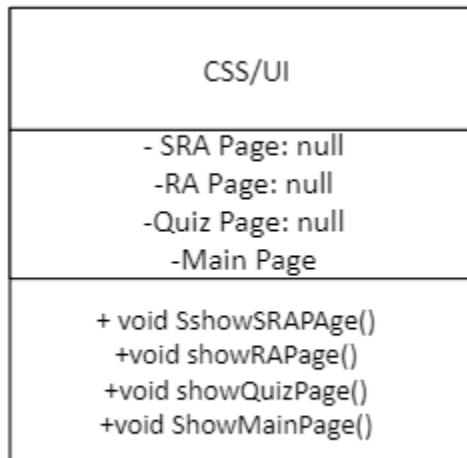 CSS/UI
- SRA Page: null
-RA Page: null
-Quiz Page: null
-Main Page
+ void SshowSRAPAge()
+void showRAPage()
+void showQuizPage()
+void ShowMainPage()